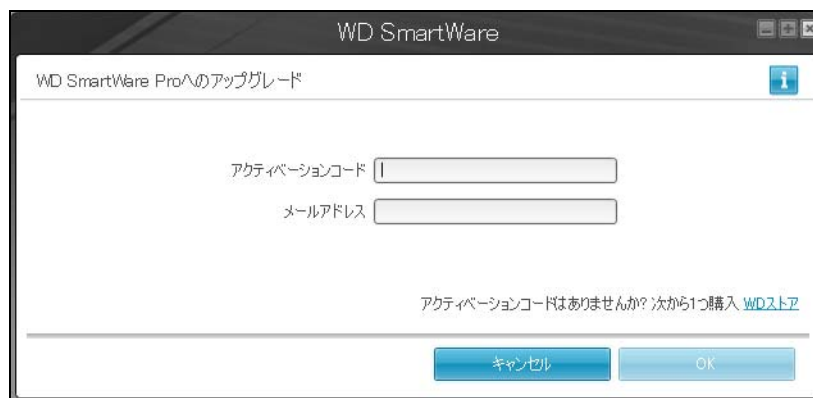 WD SmartWare
WD SmartWare Proへのアップグレード
アクティベーションコード
メールアドレス
アクティベーションコードはありませんか? 次から1つ購入 WDストア
キャンセル OK